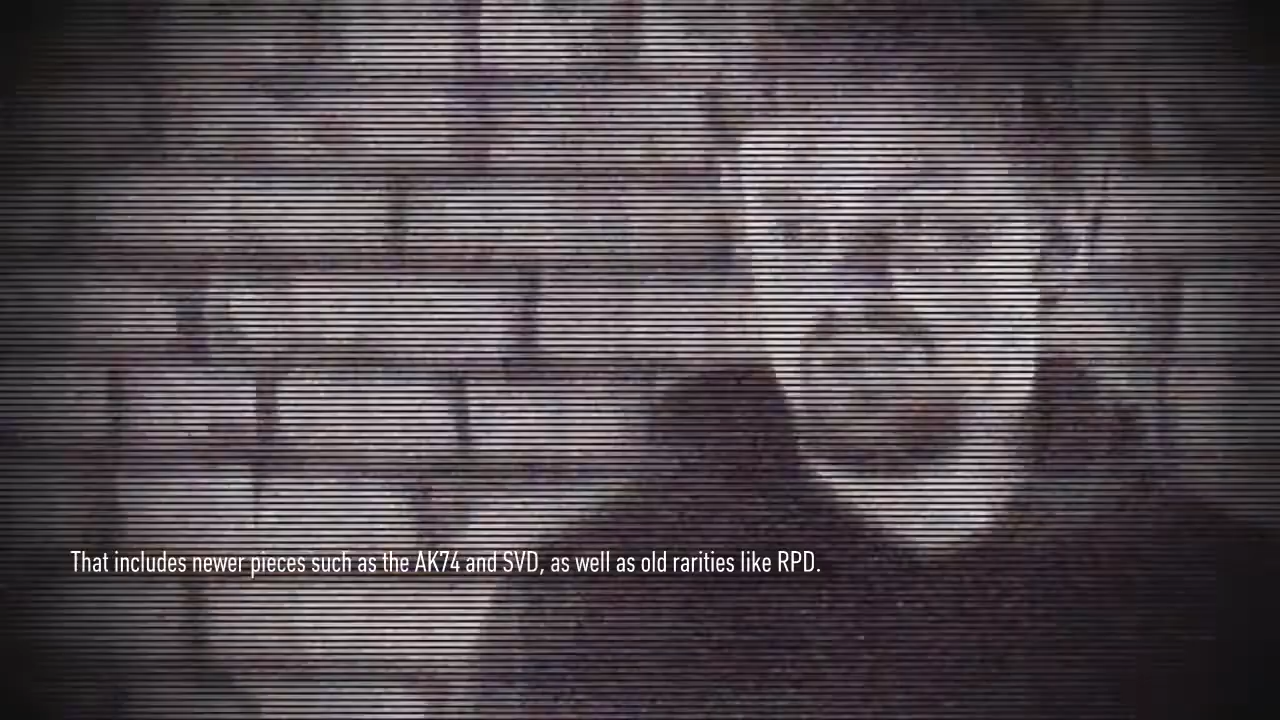 That includes newer pieces such as the AK74 and SVD, as well as old rarities like RPD.